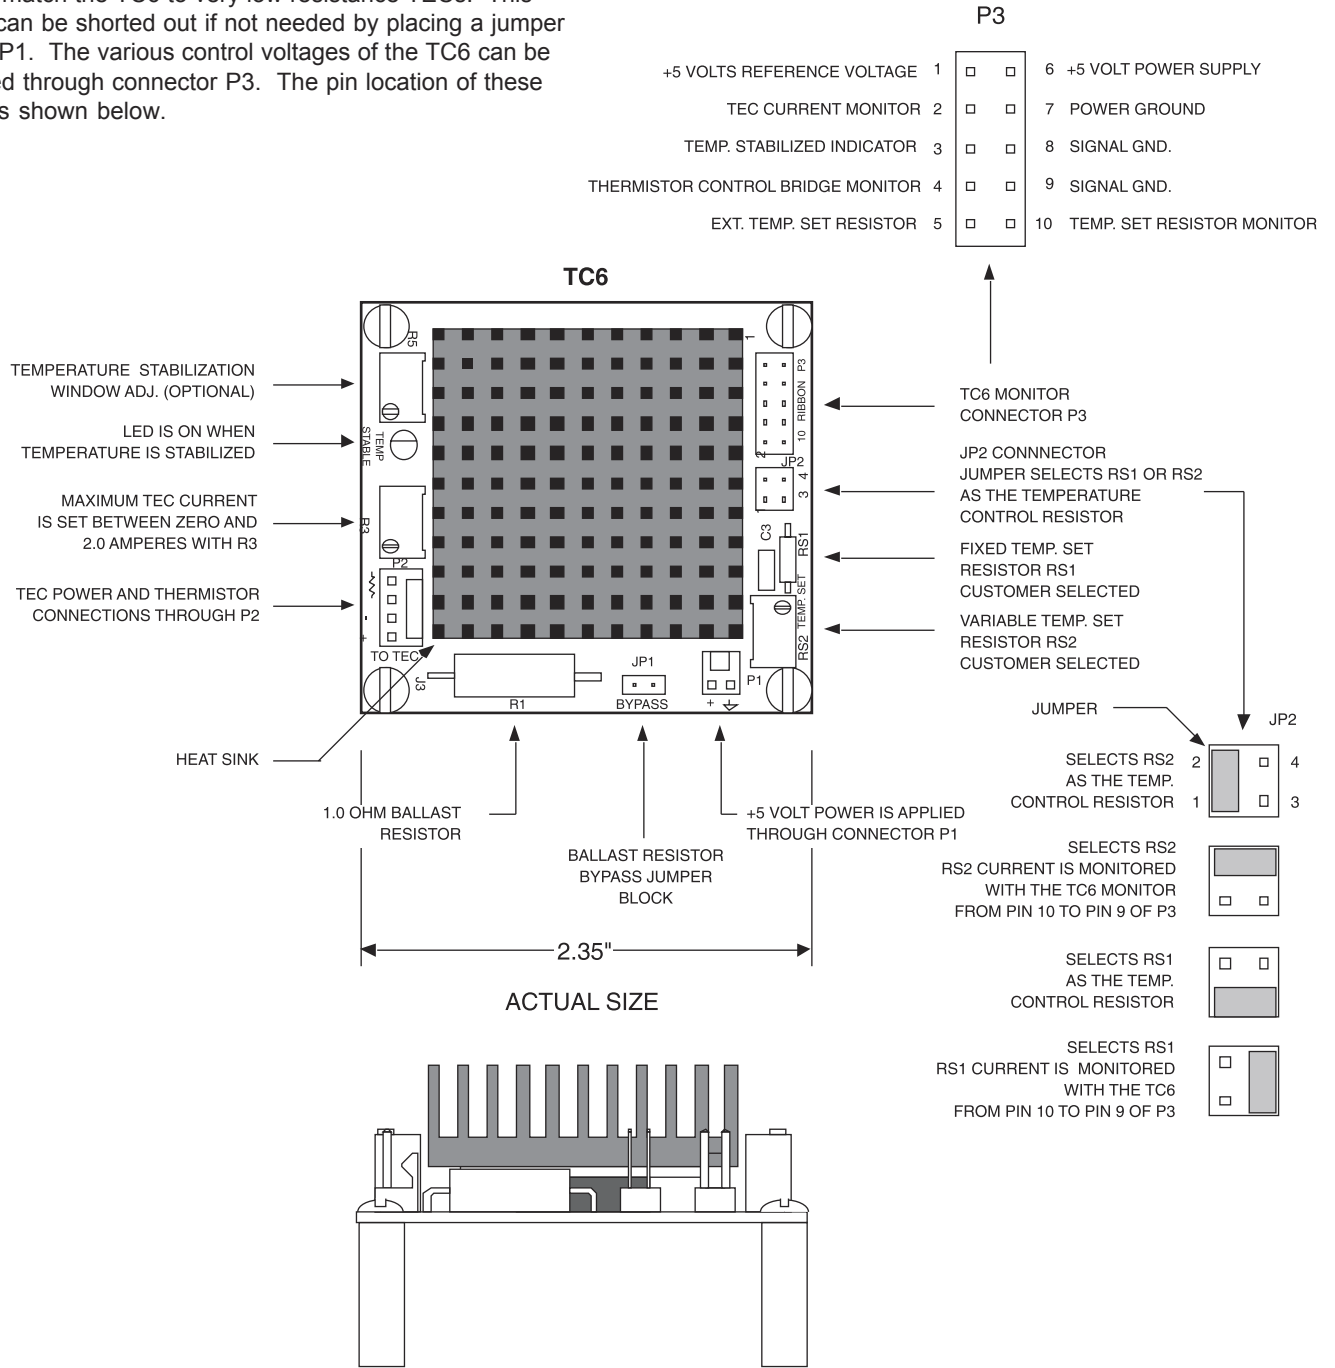 match the TC6 to very low resistance TECs. This
can be shorted out if not needed by placing a jumper
P1. The various control voltages of the TC6 can be
ed through connector P3. The pin location of these
s shown below.
P3
+5 VOLTS REFERENCE VOLTAGE 1 6 +5 VOLT POWER SUPPLY
TEC CURRENT MONITOR 2 7 POWER GROUND
TEMP. STABILIZED INDICATOR 3 8 SIGNAL GND.
THERMISTOR CONTROL BRIDGE MONITOR 4 9 SIGNAL GND.
EXT. TEMP. SET RESISTOR 5 10 TEMP. SET RESISTOR MONITOR
TC6
TEMPERATURE STABILIZATION
WINDOW ADJ. (OPTIONAL)
LED IS ON WHEN
TEMPERATURE IS STABILIZED
MAXIMUM TEC CURRENT
IS SET BETWEEN ZERO AND
2.0 AMPERES WITH R3
TEC POWER AND THERMISTOR
CONNECTIONS THROUGH P2
HEAT SINK
R5
TEMP
STABLE
R3
P2
-
+
TO TEC
J3
R1
JP1
BYPASS
+
P1
1
P3
RIBBON
10
2
JP2
4
3
1
C3
RS1
TEMP. SET
RS2
TC6 MONITOR
CONNECTOR P3
JP2 CONNNECTOR
JUMPER SELECTS RS1 OR RS2
AS THE TEMPERATURE
CONTROL RESISTOR
FIXED TEMP. SET
RESISTOR RS1
CUSTOMER SELECTED
VARIABLE TEMP. SET
RESISTOR RS2
CUSTOMER SELECTED
1.0 OHM BALLAST
RESISTOR
BALLAST RESISTOR
BYPASS JUMPER
BLOCK
+5 VOLT POWER IS APPLIED
THROUGH CONNECTOR P1
2.35"
ACTUAL SIZE
JUMPER
JP2
SELECTS RS2 2 4
AS THE TEMP.
CONTROL RESISTOR 1 3
SELECTS RS2
RS2 CURRENT IS MONITORED
WITH THE TC6 MONITOR
FROM PIN 10 TO PIN 9 OF P3
SELECTS RS1
AS THE TEMP.
CONTROL RESISTOR
SELECTS RS1
RS1 CURRENT IS MONITORED
WITH THE TC6
FROM PIN 10 TO PIN 9 OF P3